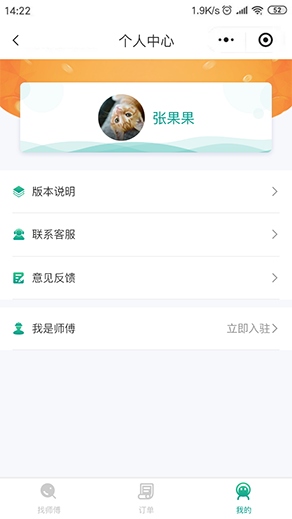 14:22
1.9K/s
52
个人中心
张果果
版本说明
联系客服
意见反馈
我是师傅
立即入驻
找师傅
订单
我的